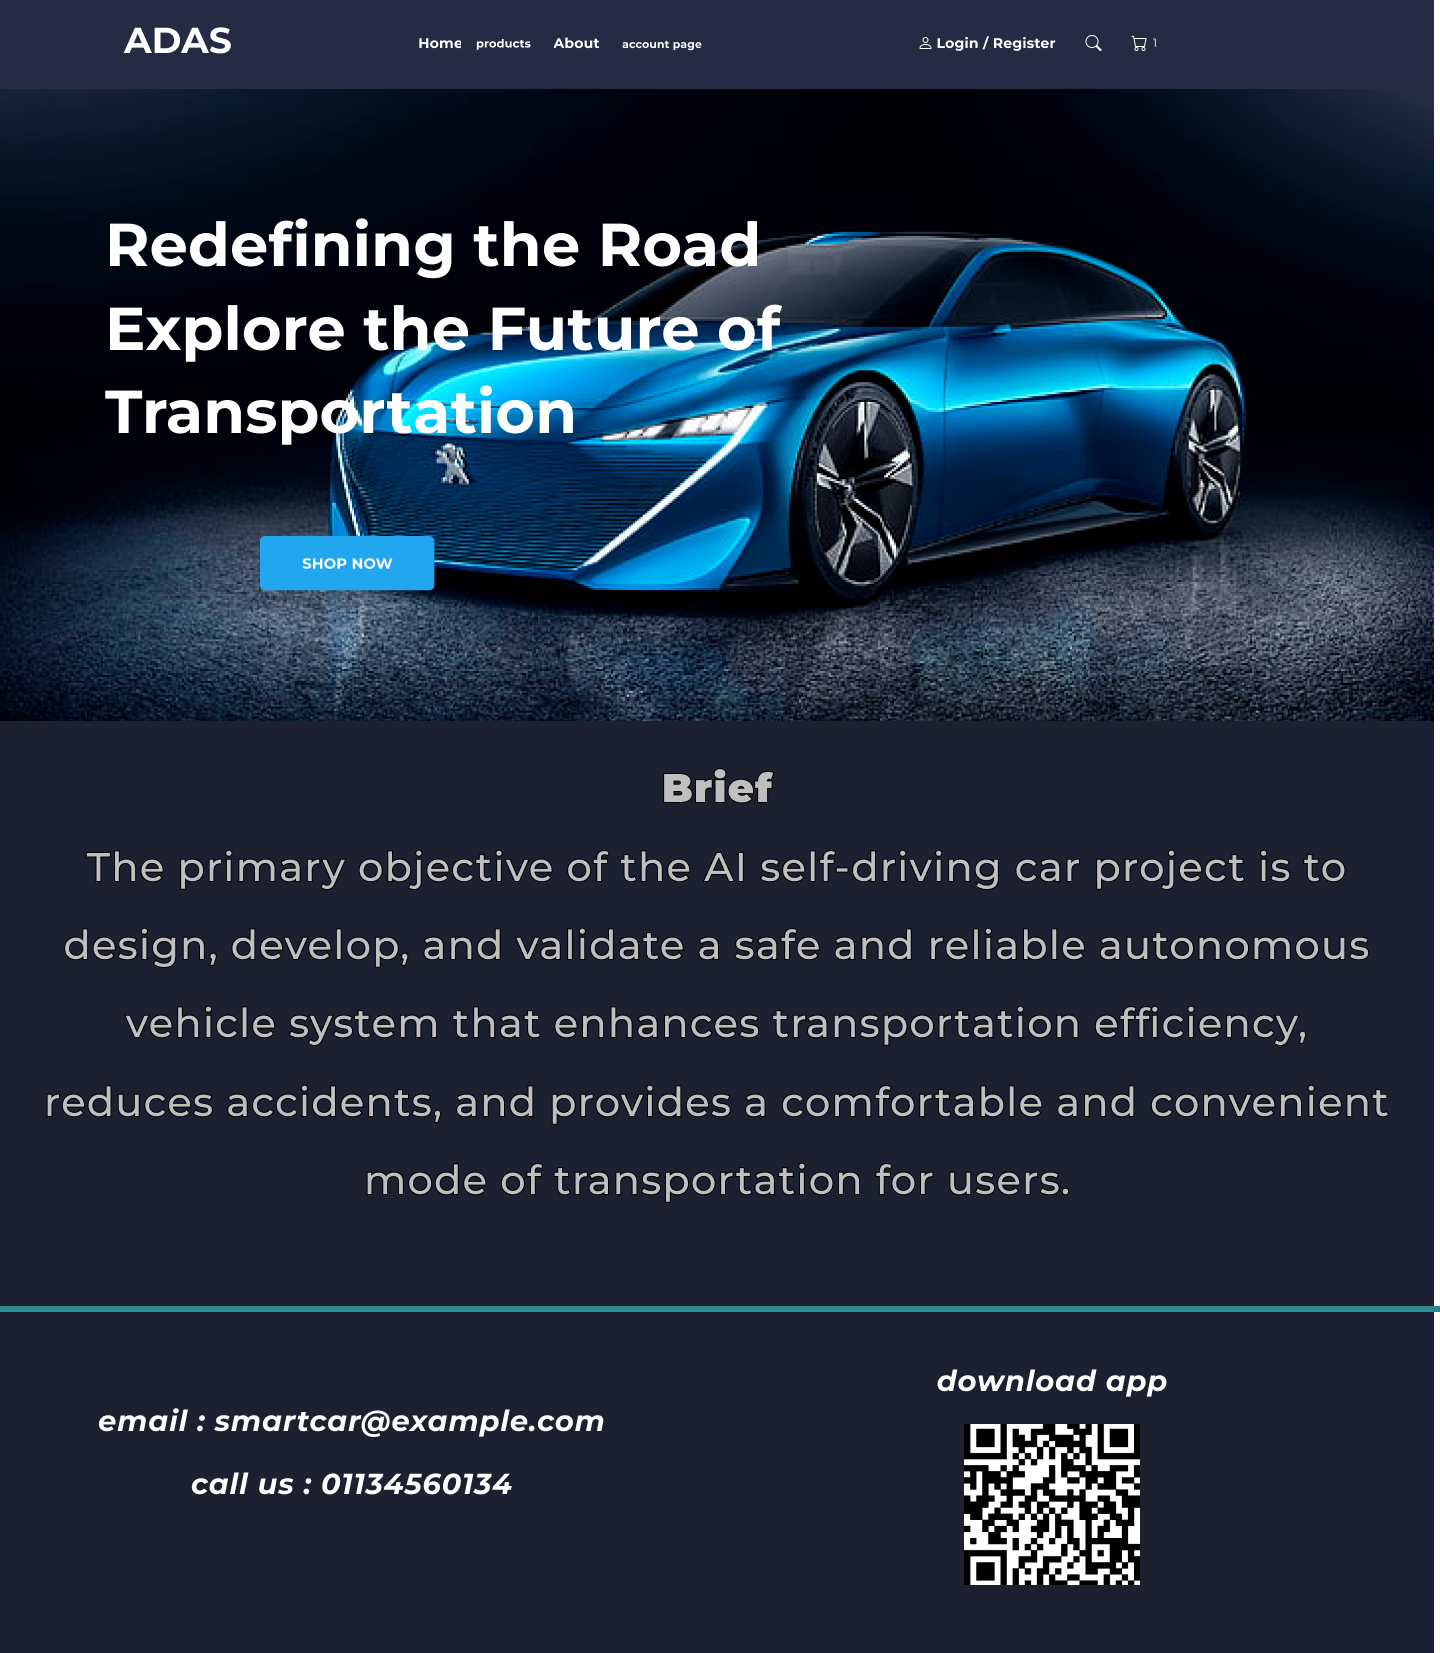 ADAS
Home products About account page
Login / Register
1
Redefining the Road
Explore the Future of
Transportation
SHOP NOW
Brief
The primary objective of the AI self-driving car project is to
design, develop, and validate a safe and reliable autonomous
vehicle system that enhances transportation efficiency,
reduces accidents, and provides a comfortable and convenient
mode of transportation for users.
email : smartcar@example.com
call us : 01134560134
download app